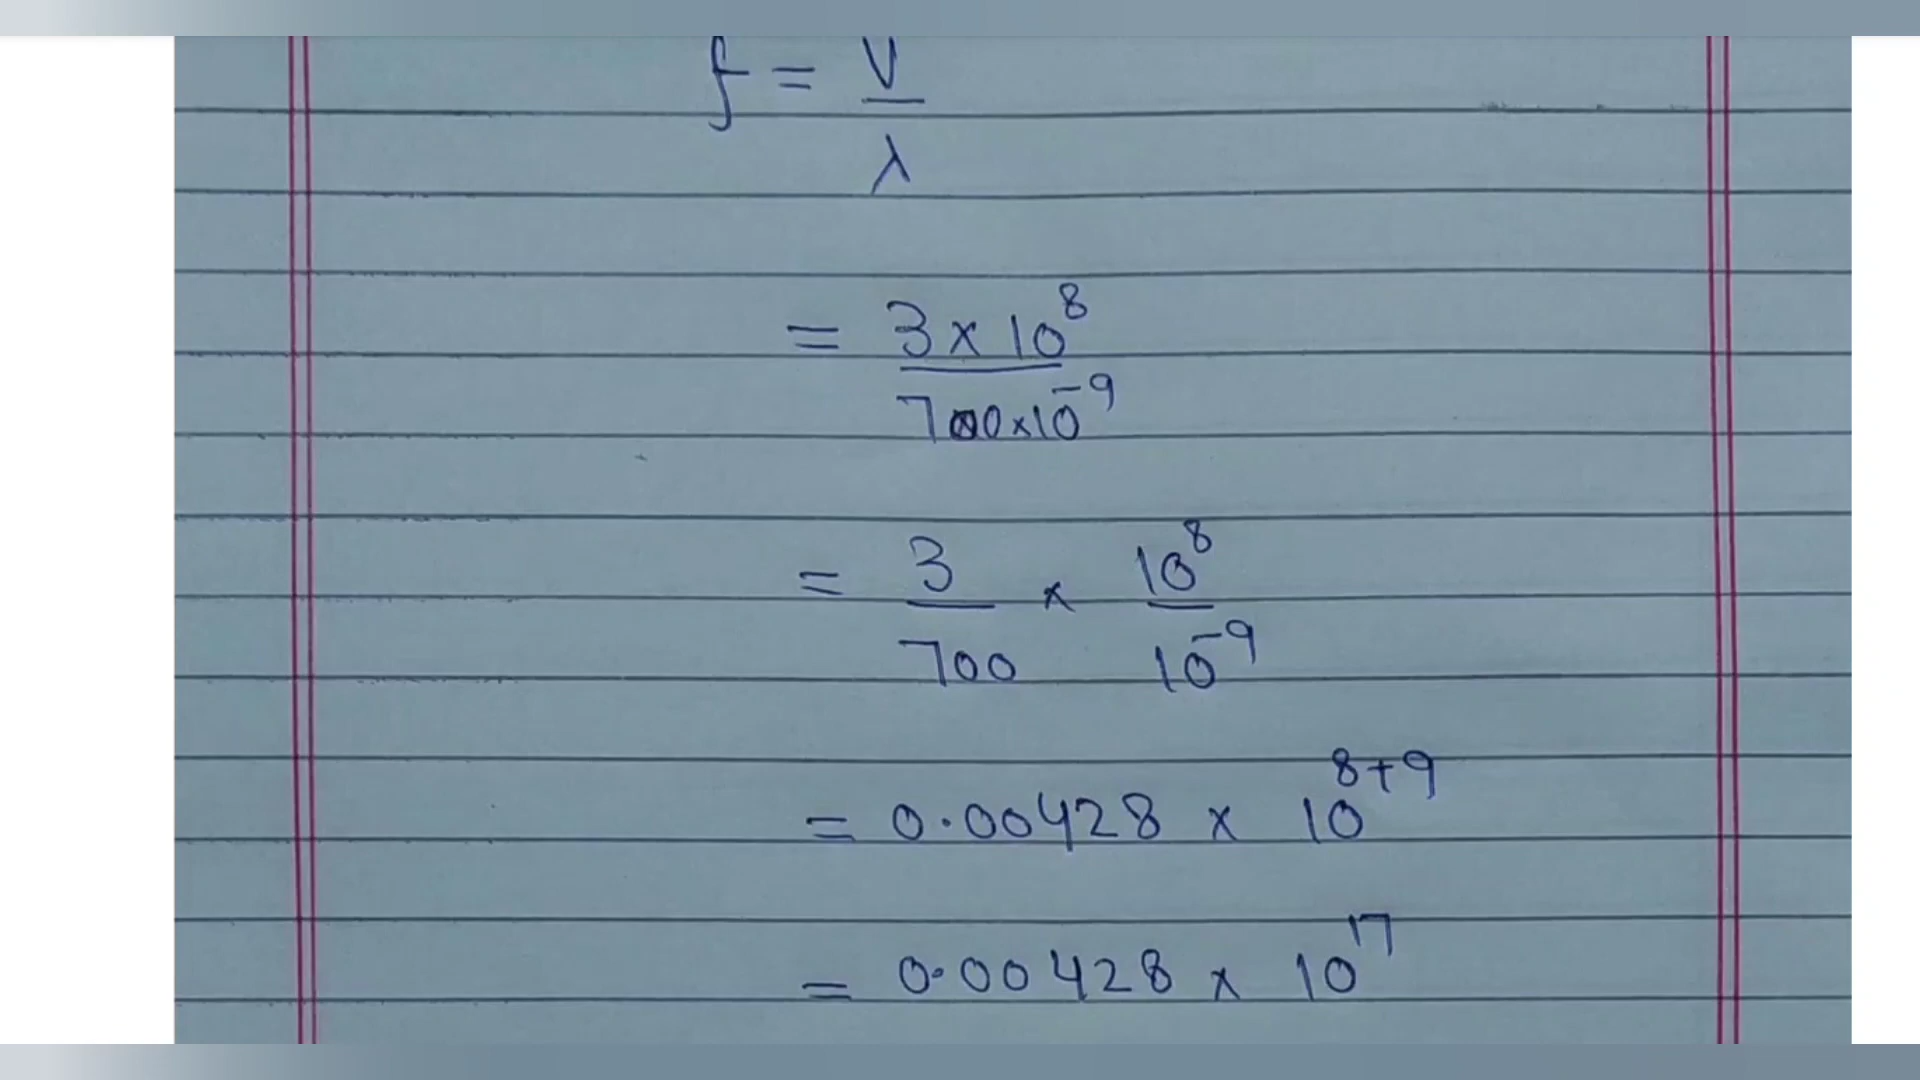 f = V/λ
= 3 x 10^8 / 700 x 10^-9
= 3/700 x 10^8/10^-9
= 0.00428 x 10^8+9
= 0.00428 x 10^17